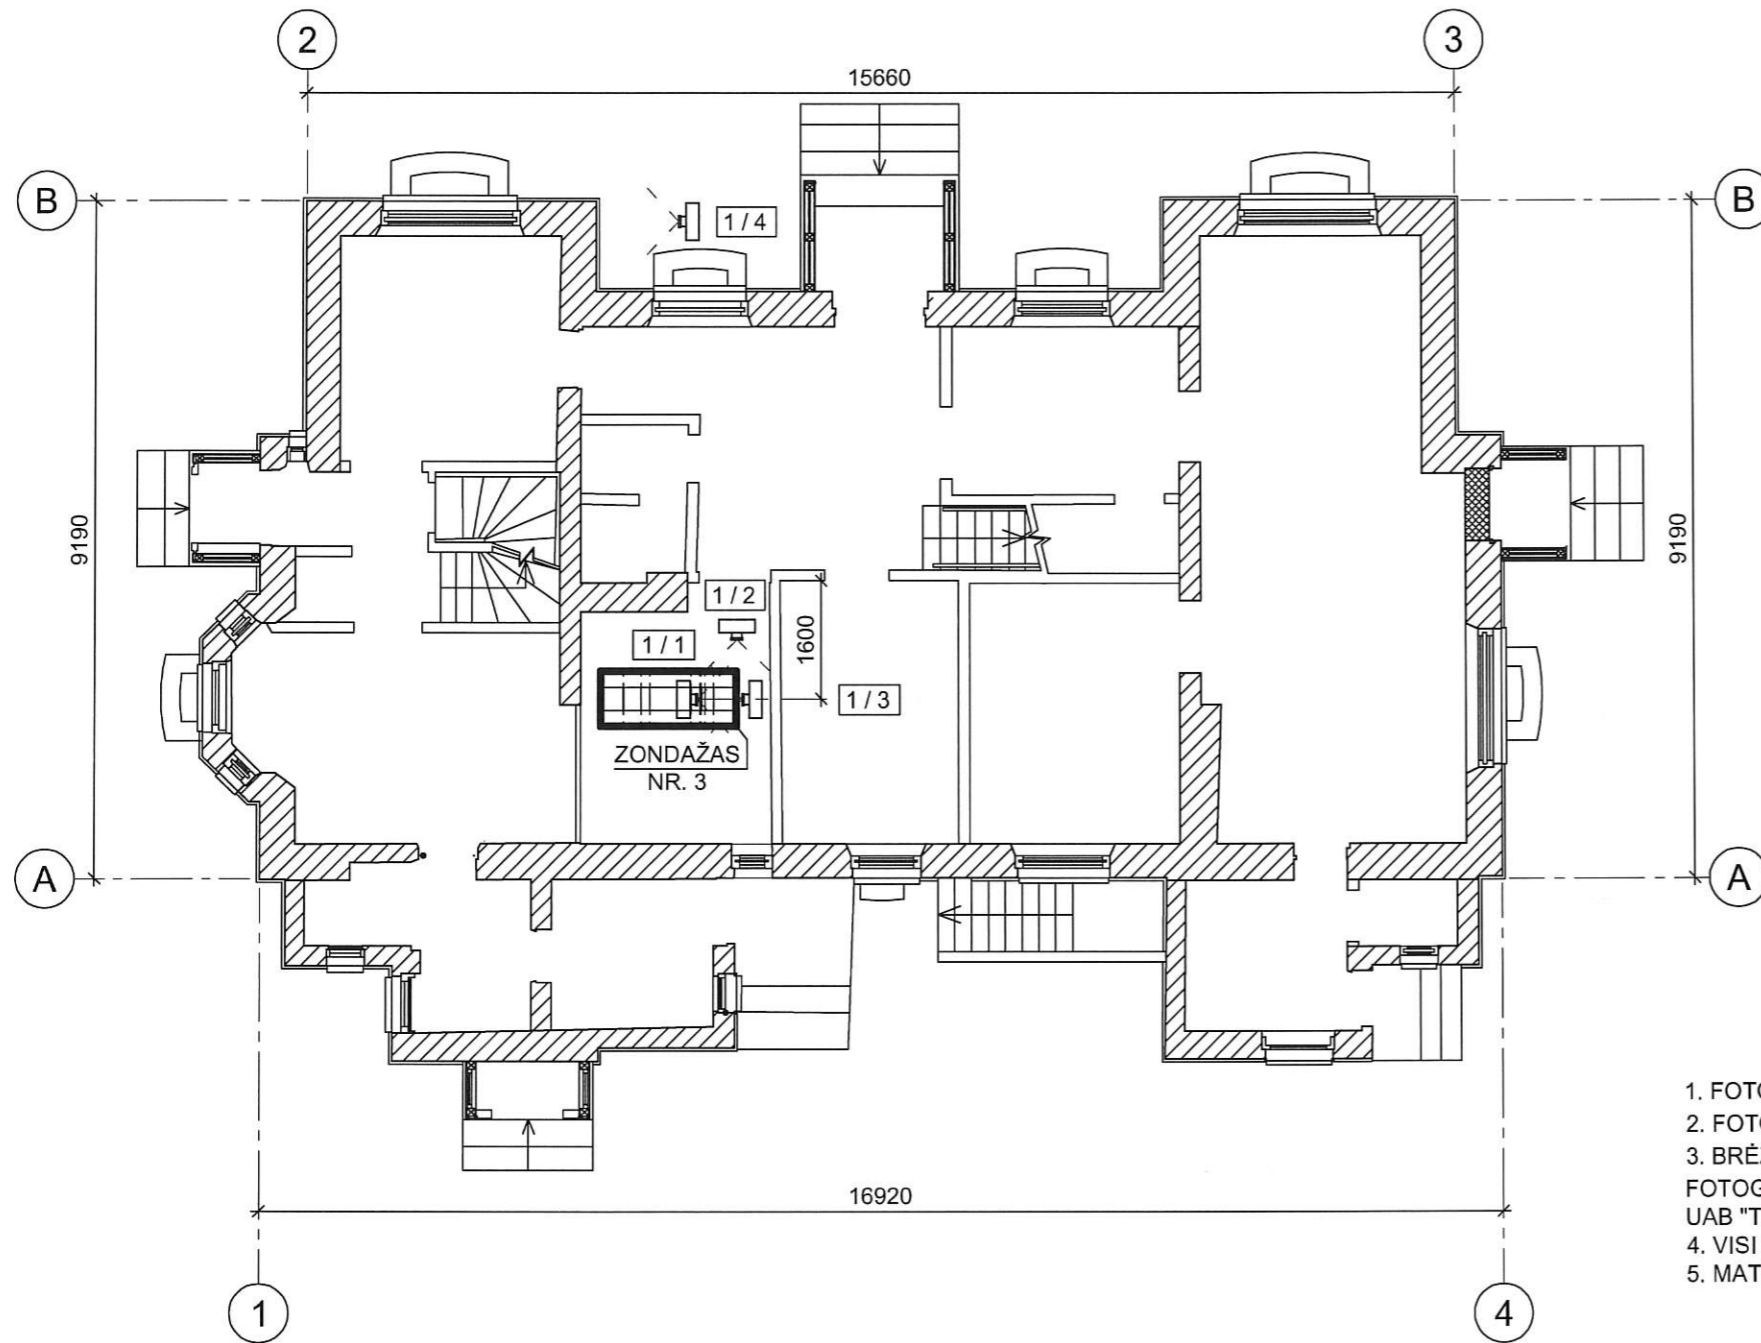 2
3
15660
B
B
1 / 4
9190
9190
1 / 2
1 / 1
1600
1 / 3
ZONDAŽAS
NR. 3
A
A
1. FOTO
2. FOTO
3. BRĖ
FOTOG
UAB "T
4. VISI
5. MAT
16920
1
4